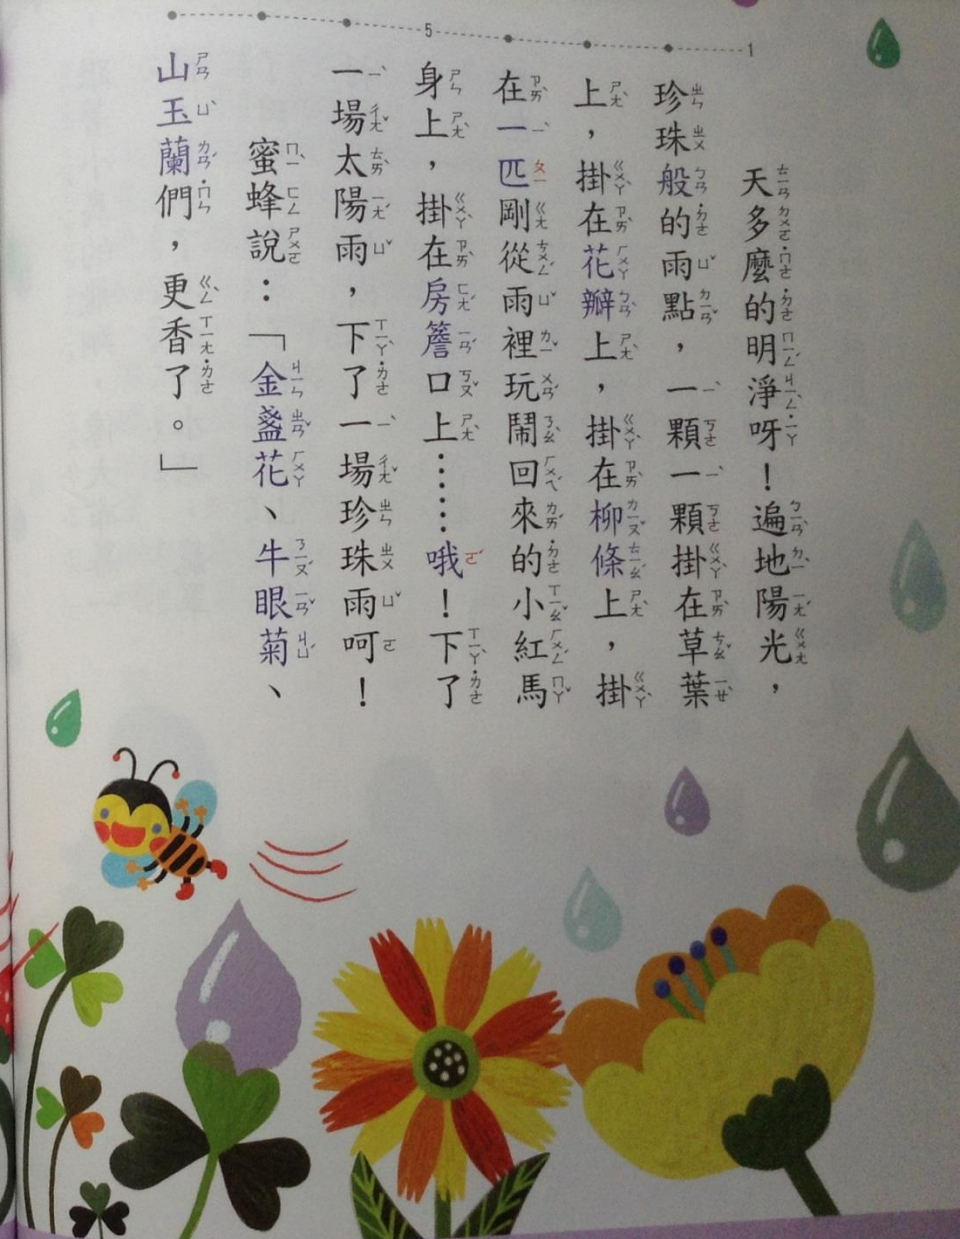 5
1
天多麼的明淨呀！遍地陽光，
珍珠般的雨點，一顆一顆掛在草葉
上，掛在花瓣上，掛在柳條上，掛
在一匹剛從雨裡玩鬧回來的小紅馬
身上，掛在房簷口上……哦！下了
一場太陽雨，下了一場珍珠雨呵！
蜜蜂說：「金盞花、牛眼菊、
山玉蘭們，更香了。」